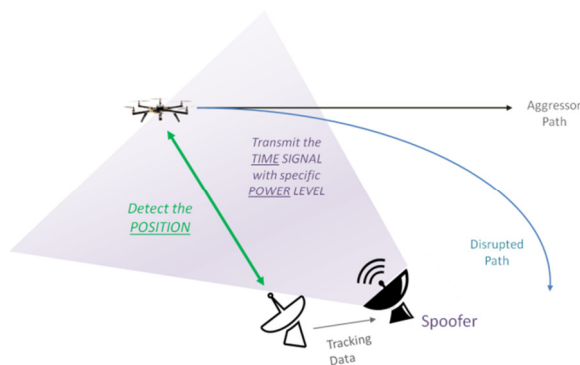 Aggressor
Path
Transmit the
TIME SIGNAL
with specific
POWER LEVEL
Detect the
POSITION
Disrupted
Path
Spoofer
Tracking
Data